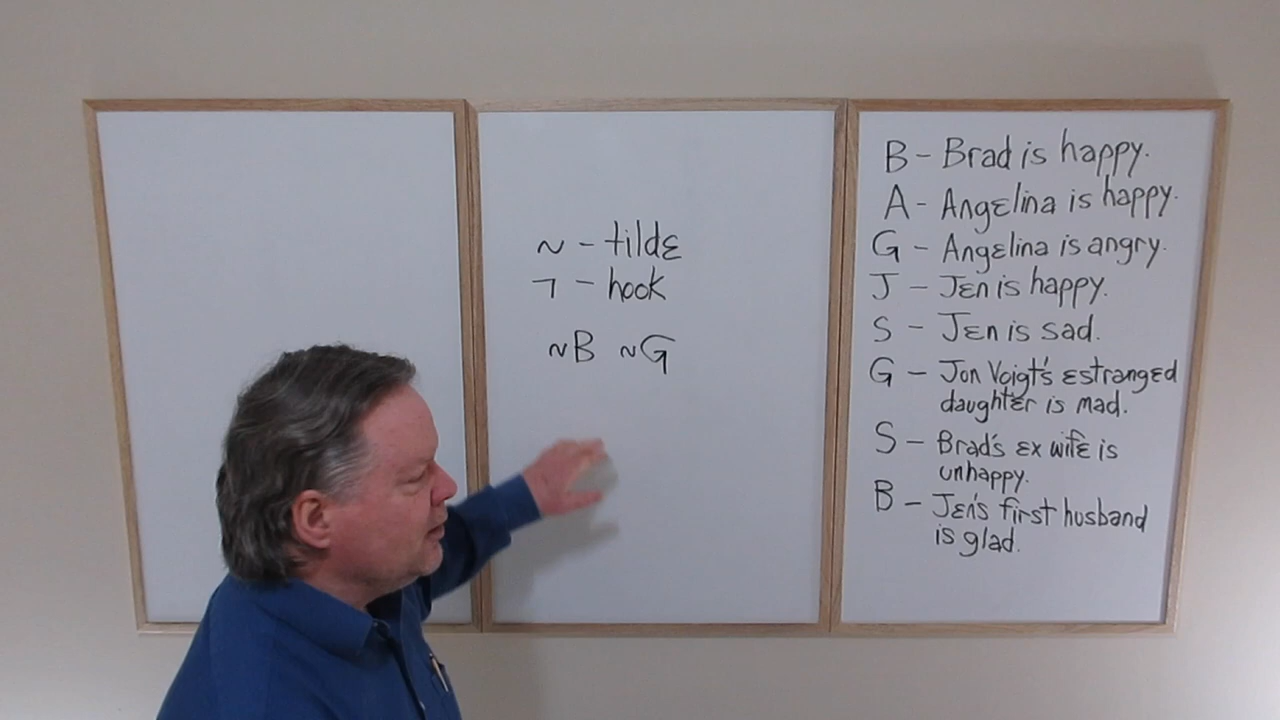 ~ - tilde
¬ - hook
~B ~G
B - Brad is happy.
A - Angelina is happy.
G - Angelina is angry.
J - Jen is happy.
S - Jen is sad.
G - Jon Voigt's estranged
daughter is mad.
S - Brad's ex wife is
unhappy.
B - Jen's first husband
is glad.